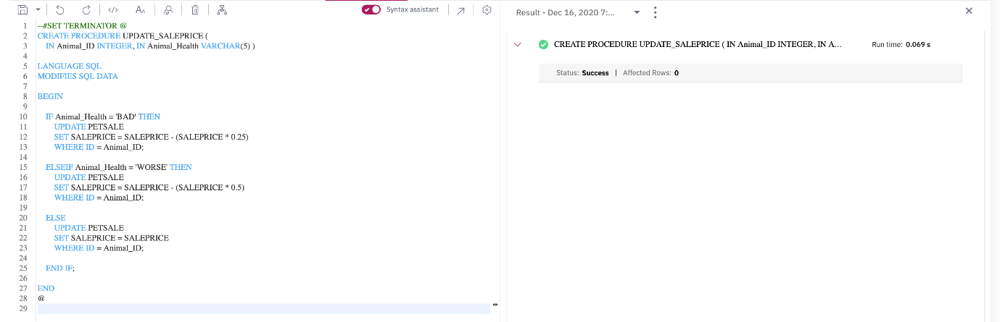 </> AA Syntax assistant Result - Dec 16, 2020 7:...
1 --#SET TERMINATOR @
2 CREATE PROCEDURE UPDATE_SALEPRICE (
3 IN Animal_ID INTEGER, IN Animal_Health VARCHAR(5) )
4
5 LANGUAGE SQL
6 MODIFIES SQL DATA
7
8 BEGIN
9
10 IF Animal_Health = 'BAD' THEN
11 UPDATE PETSALE
12 SET SALEPRICE = SALEPRICE - (SALEPRICE * 0.25)
13 WHERE ID = Animal_ID;
14
15 ELSEIF Animal_Health = 'WORSE' THEN
16 UPDATE PETSALE
17 SET SALEPRICE = SALEPRICE - (SALEPRICE * 0.5)
18 WHERE ID = Animal_ID;
19
20 ELSE
21 UPDATE PETSALE
22 SET SALEPRICE = SALEPRICE
23 WHERE ID = Animal_ID;
24
25 END IF;
26
27 END
28 @
29
CREATE PROCEDURE UPDATE_SALEPRICE ( IN Animal_ID INTEGER, IN A... Run time: 0.069 s
Status: Success | Affected Rows: 0